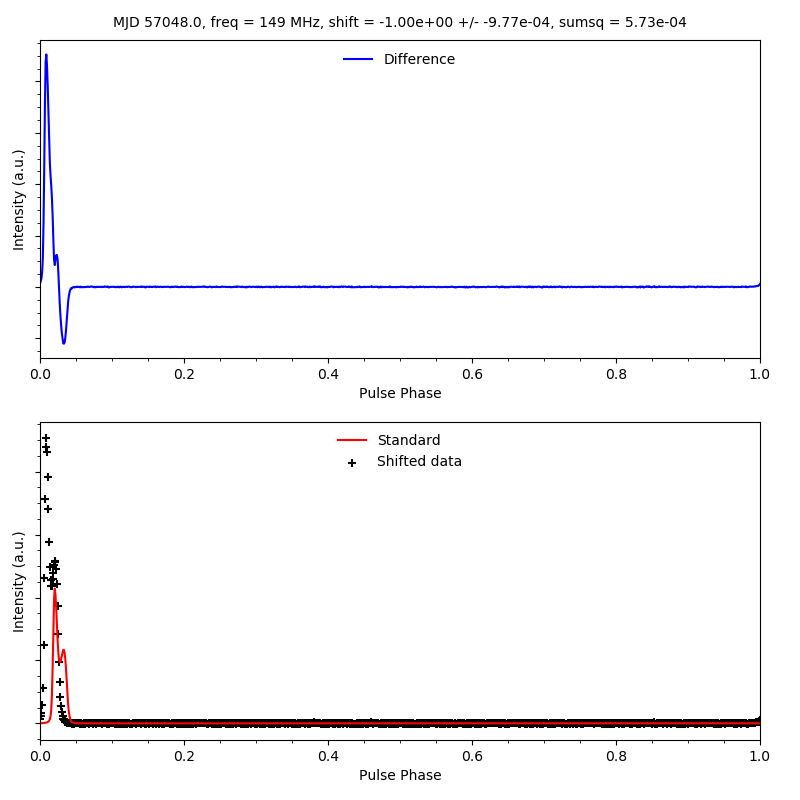 MJD 57048.0, freq = 149 MHz, shift = -1.00e+00 +/- -9.77e-04, sumsq = 5.73e-04
Difference
Intensity (a.u.)
0.0 0.2 0.4 0.6 0.8 1.0
Pulse Phase
Standard
Shifted data
Intensity (a.u.)
0.0 0.2 0.4 0.6 0.8 1.0
Pulse Phase